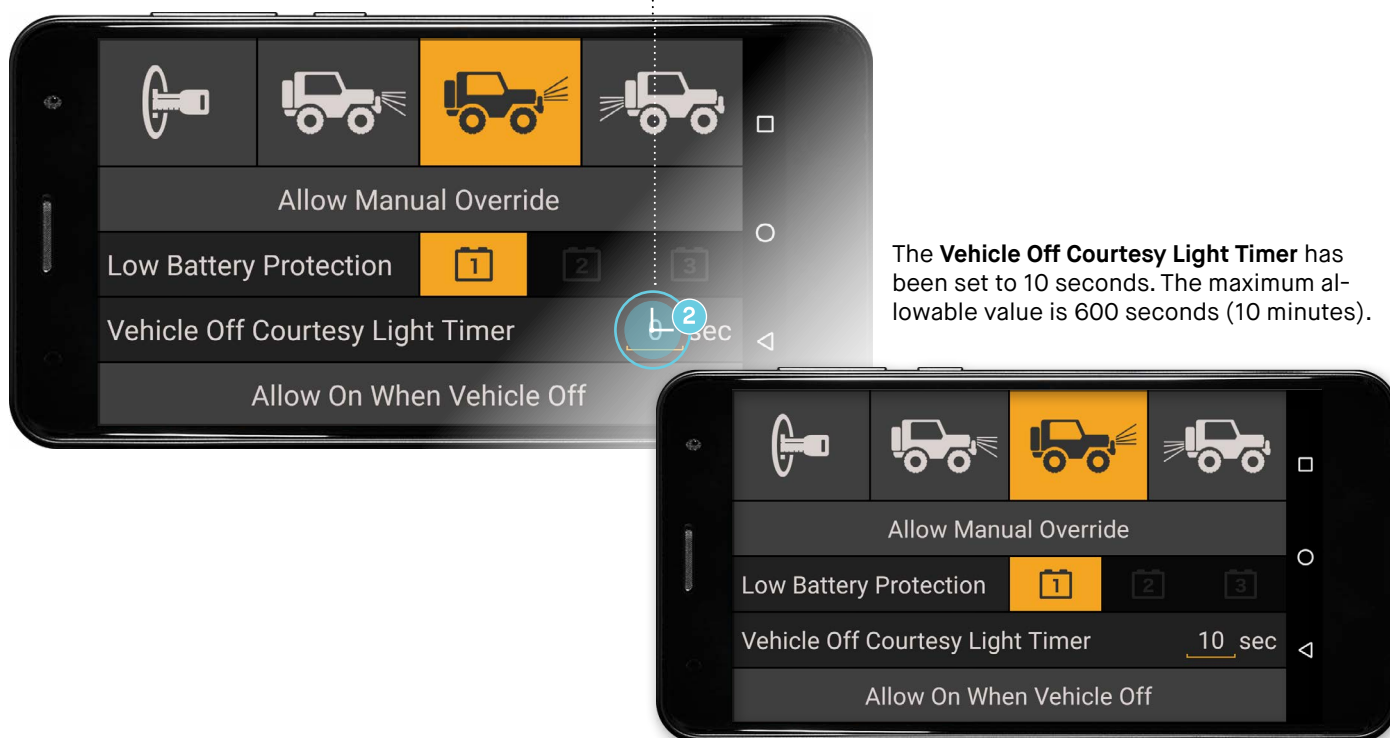 Allow Manual Override
Low Battery Protection 1 2 3
Vehicle Off Courtesy Light Timer 0 sec
2
Allow On When Vehicle Off
The Vehicle Off Courtesy Light Timer has
been set to 10 seconds. The maximum al-
lowable value is 600 seconds (10 minutes).
Allow Manual Override
Low Battery Protection 1 2 3
Vehicle Off Courtesy Light Timer 10 sec
Allow On When Vehicle Off